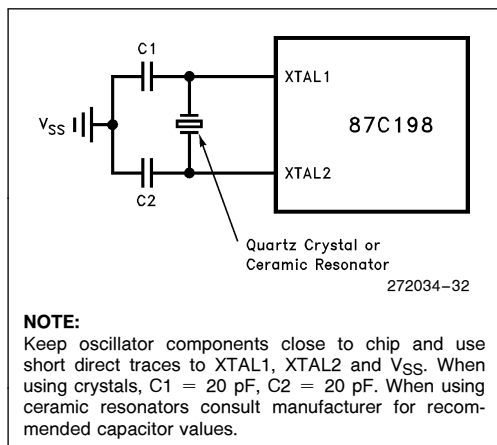 C1
XTAL1
87C198
VSS
XTAL2
C2
Quartz Crystal or
Ceramic Resonator
272034-32
NOTE:
Keep oscillator components close to chip and use
short direct traces to XTAL1, XTAL2 and VSS. When
using crystals, C1 = 20 pF, C2 = 20 pF. When using
ceramic resonators consult manufacturer for recom-
mended capacitor values.